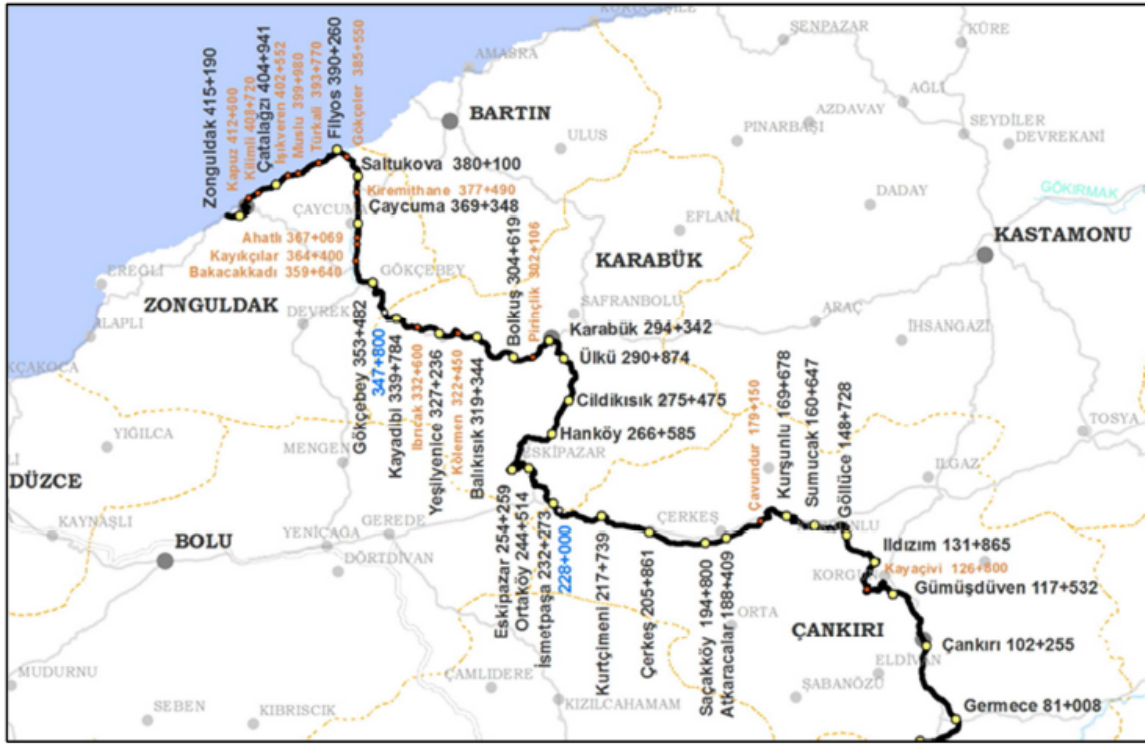 KURUCAŞİLE
ŞENPAZAR
KÜRE
AMASRA
AĞLI
AZDAVAY
SEYDİLER
DEVREKANİ
PINARBAŞI
BARTIN
ULUS
Zonguldak 415+190
Kapuz 412+600
Kilimli 408+720
Çatalağzı 404+941
Işıkveren 402+552
Muslu 399+980
Türkali 393+770
Filyos 390+260
Gökçeler 385+550
Saltukova 380+100
Kiremithane 377+490
Çaycuma 369+348
ÇAYCUMA
DADAY
GÖKIRMAK
EFLANİ
KASTAMONU
Ahatlı 367+069
Kayıkçılar 364+400
Bakacakkadı 359+640
KARABÜK
EREĞLİ
GÖKÇEBEY
ZONGULDAK
Bolkuş 304+619
Pirinçlik 302+106
SAFRANBOLU
ARAÇ
DEVREK
ALAPLI
Karabük 294+342
İHSANGAZİ
Ülkü 290+874
KÇAKOCA
Gökçebey 353+482
347+800
Kayadibi 339+784
Ibrıcak 332+600
Yeşilyenice 327+236
Kölemen 322+450
Balıkısık 319+344
Cildikısık 275+475
TOSYA
Hanköy 266+585
YIĞILCA
MENGEN
ESKİPAZAR
Çavundur 179+150
Kurşunlu 169+678
Sumucak 160+647
Göllüce 148+728
ILGAZ
DÜZCE
KAYNAŞLI
BOLU
YENİÇAĞA
GEREDE
DÖRTDİVAN
Eskipazar 254+259
Ortaköy 244+514
İsmetpaşa 232+273
228+000
Kurtçimeni 217+739
Çerkeş 205+861
Saçakköy 194+800
Atkaracalar 188+409
ÇERKEŞ
Ildızım 131+865
KORGUN
Kayaçivi 126+800
Gümüşdüven 117+532
ORTA
ÇANKIRI
Çankırı 102+255
ELDİVAN
MUDURNU
ÇAMLIDERE
ŞABANÖZÜ
SEBEN
KIBRISCIK
KIZILCAHAMAM
Germece 81+008